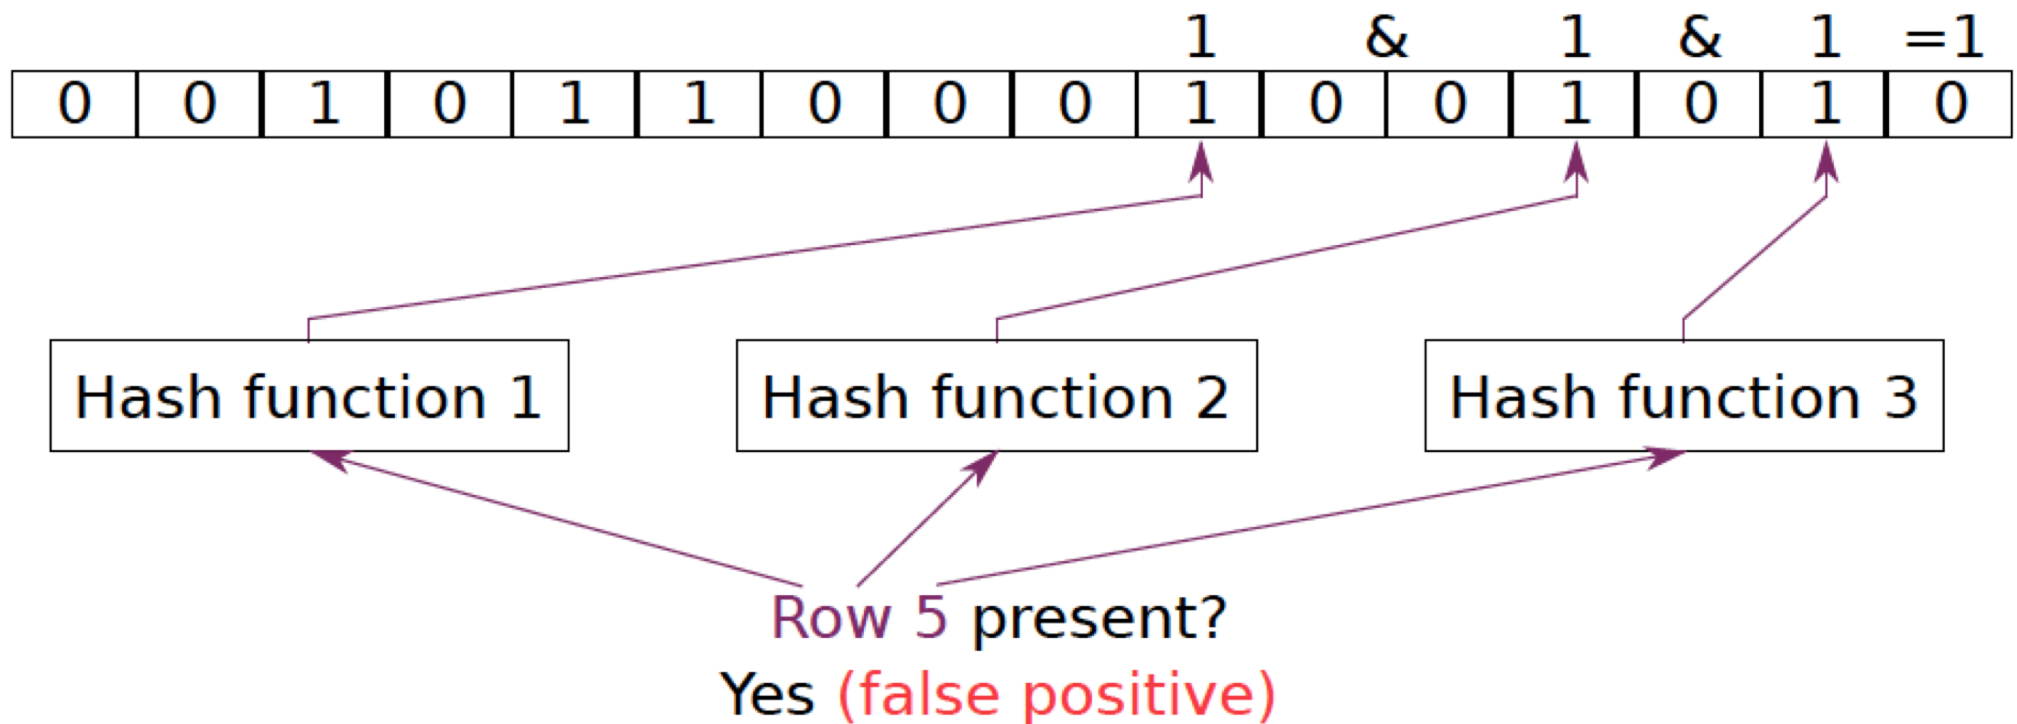 1 & 1 & 1 =1
0 0 1 0 1 1 0 0 0 1 0 0 1 0 1 0
Hash function 1 Hash function 2 Hash function 3
Row 5 present?
Yes (false positive)